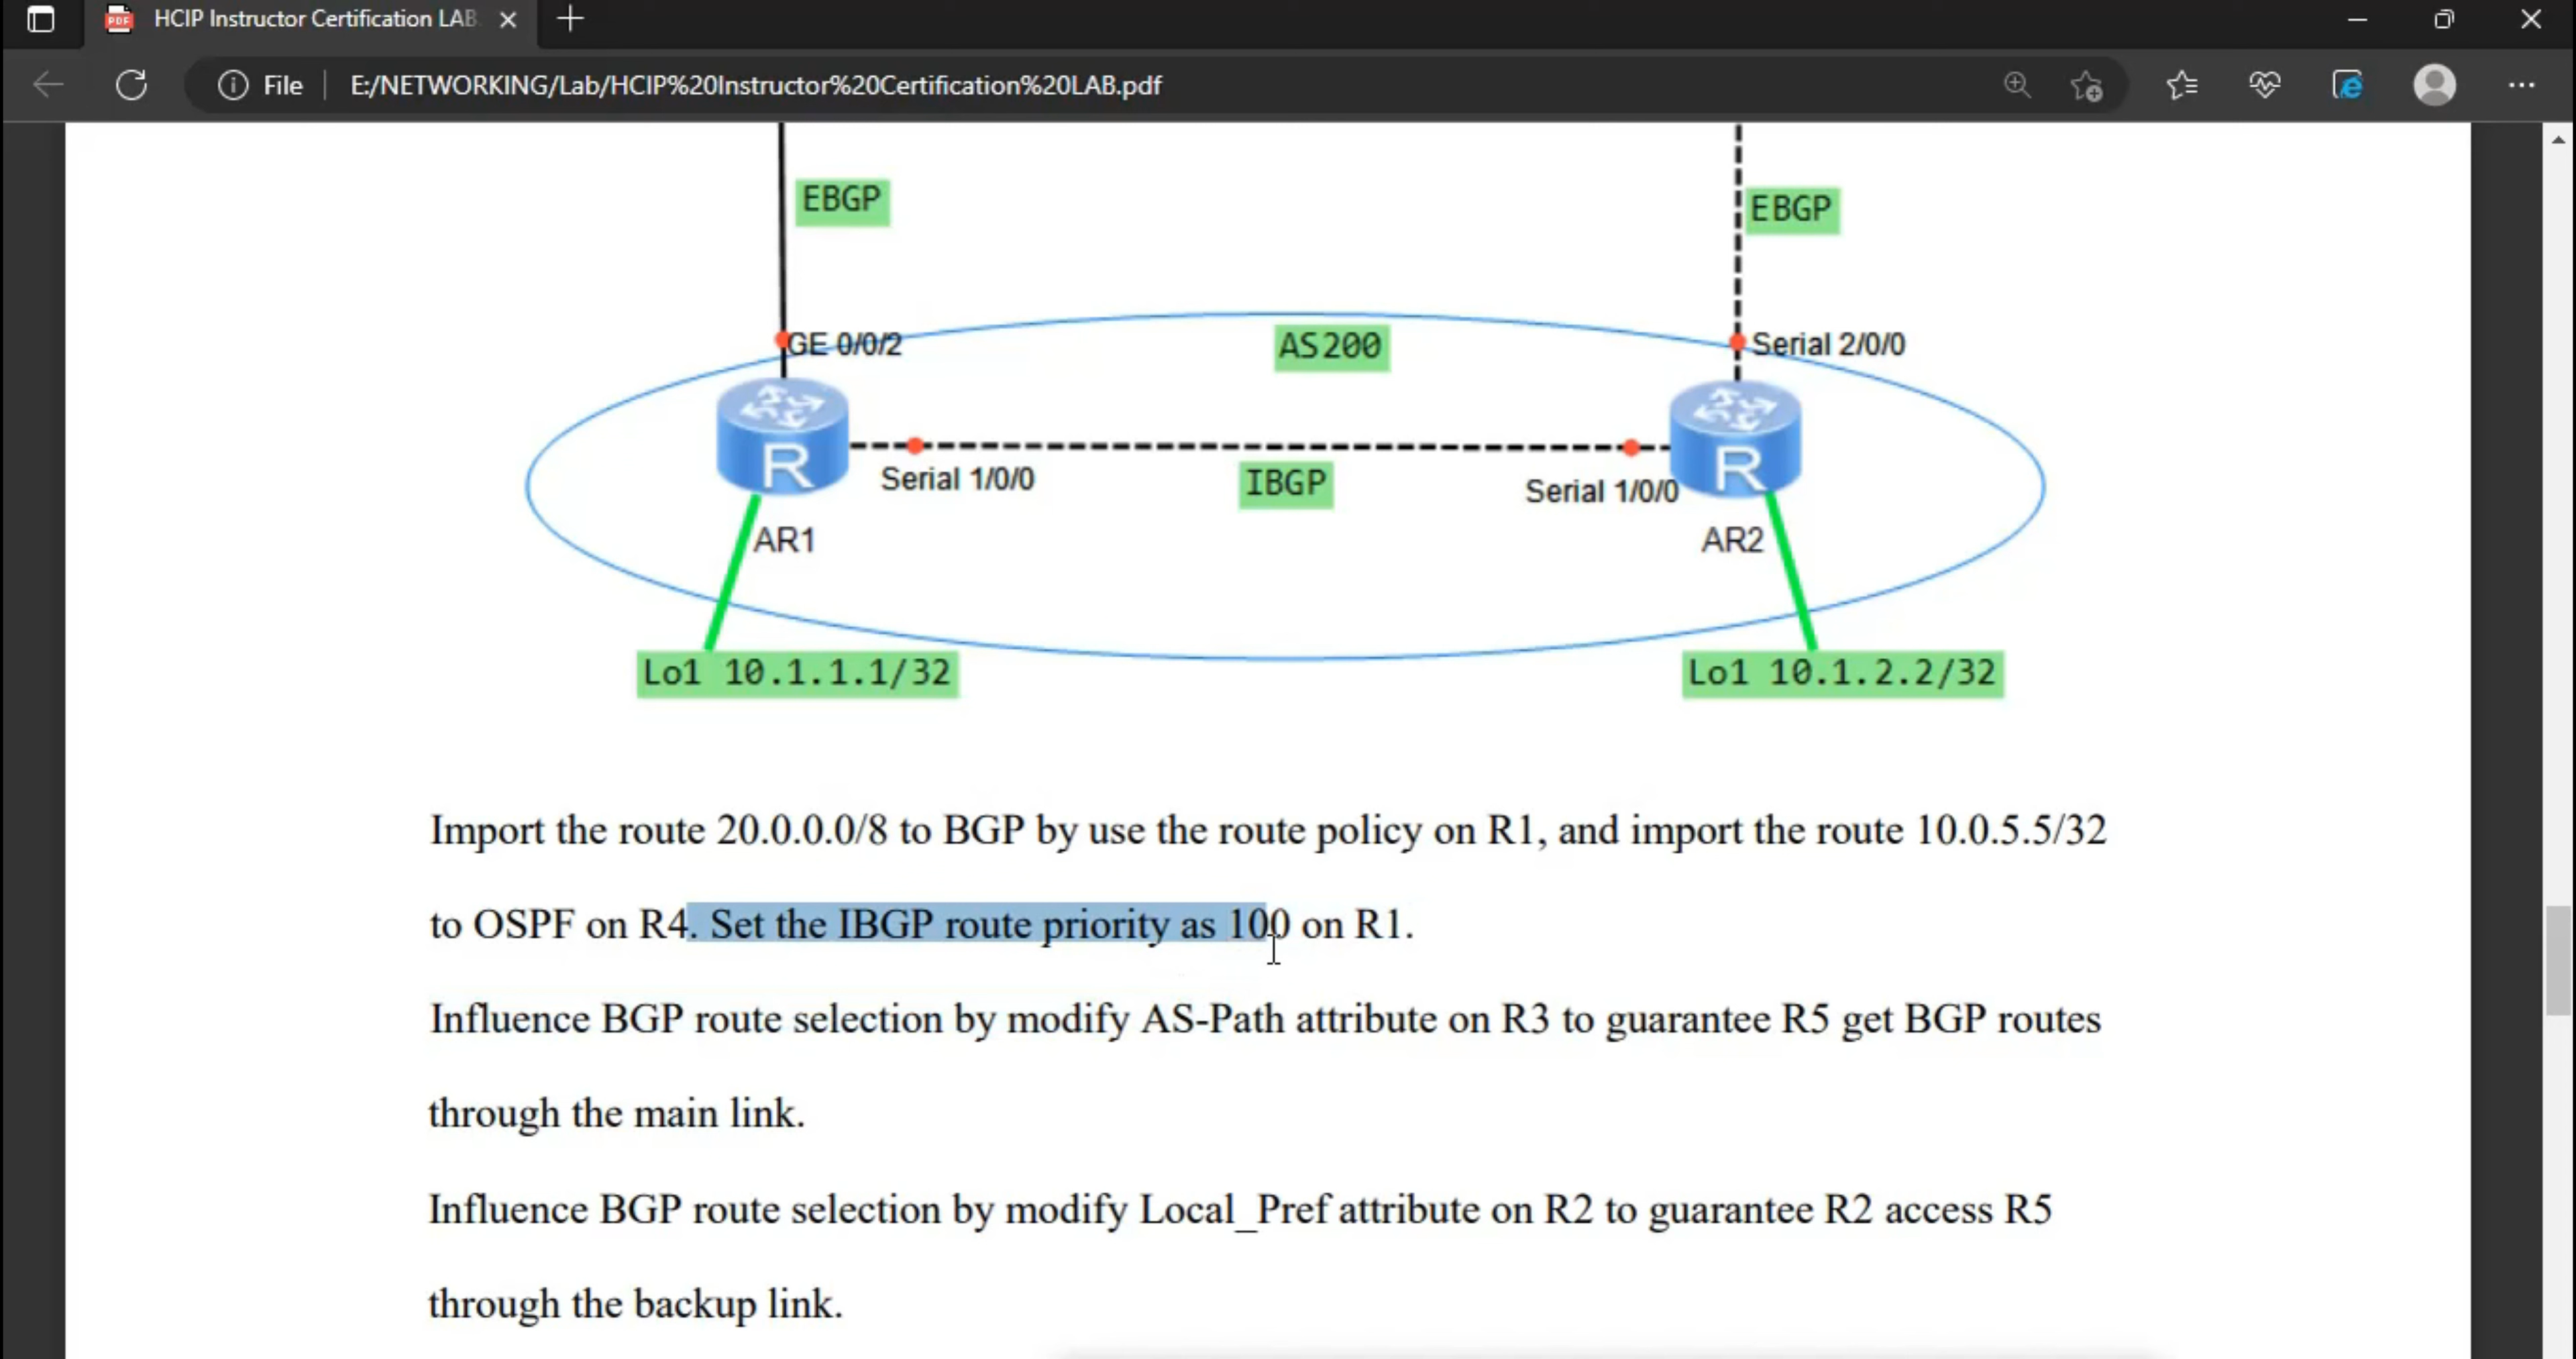 HCIP Instructor Certification LAB
File E:/NETWORKING/Lab/HCIP%20Instructor%20Certification%20LAB.pdf
EBGP
EBGP
AS200
GE 0/0/2
Serial 2/0/0
R
R
Serial 1/0/0
IBGP
Serial 1/0/0
AR1
AR2
Lo1 10.1.1.1/32
Lo1 10.1.2.2/32
Import the route 20.0.0.0/8 to BGP by use the route policy on R1, and import the route 10.0.5.5/32
to OSPF on R4. Set the IBGP route priority as 100 on R1.
Influence BGP route selection by modify AS-Path attribute on R3 to guarantee R5 get BGP routes
through the main link.
Influence BGP route selection by modify Local_Pref attribute on R2 to guarantee R2 access R5
through the backup link.